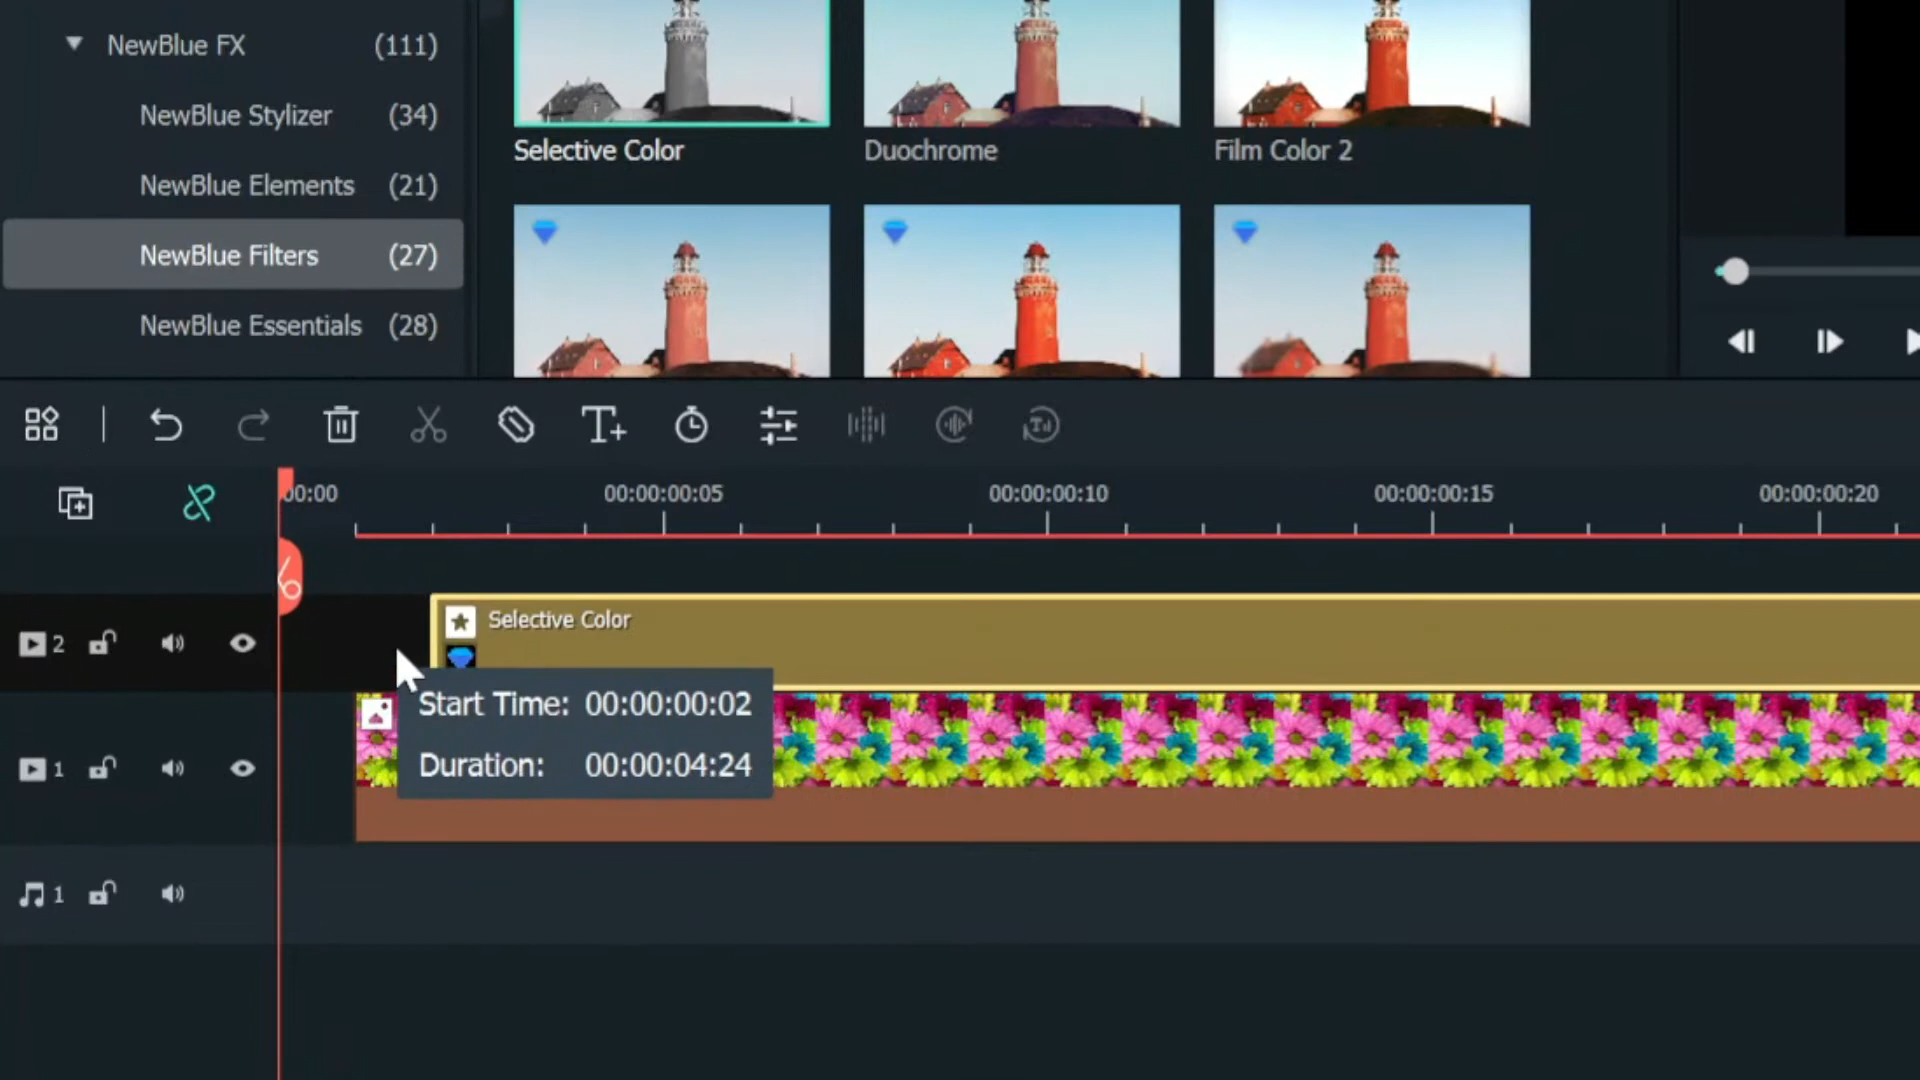 NewBlue FX (111)
NewBlue Stylizer (34)
NewBlue Elements (21)
NewBlue Filters (27)
NewBlue Essentials (28)
Selective Color
Duochrome
Film Color 2
00:00
00:00:00:05
00:00:00:10
00:00:00:15
00:00:00:20
2
Selective Color
Start Time: 00:00:00:02
Duration: 00:00:04:24
1
1